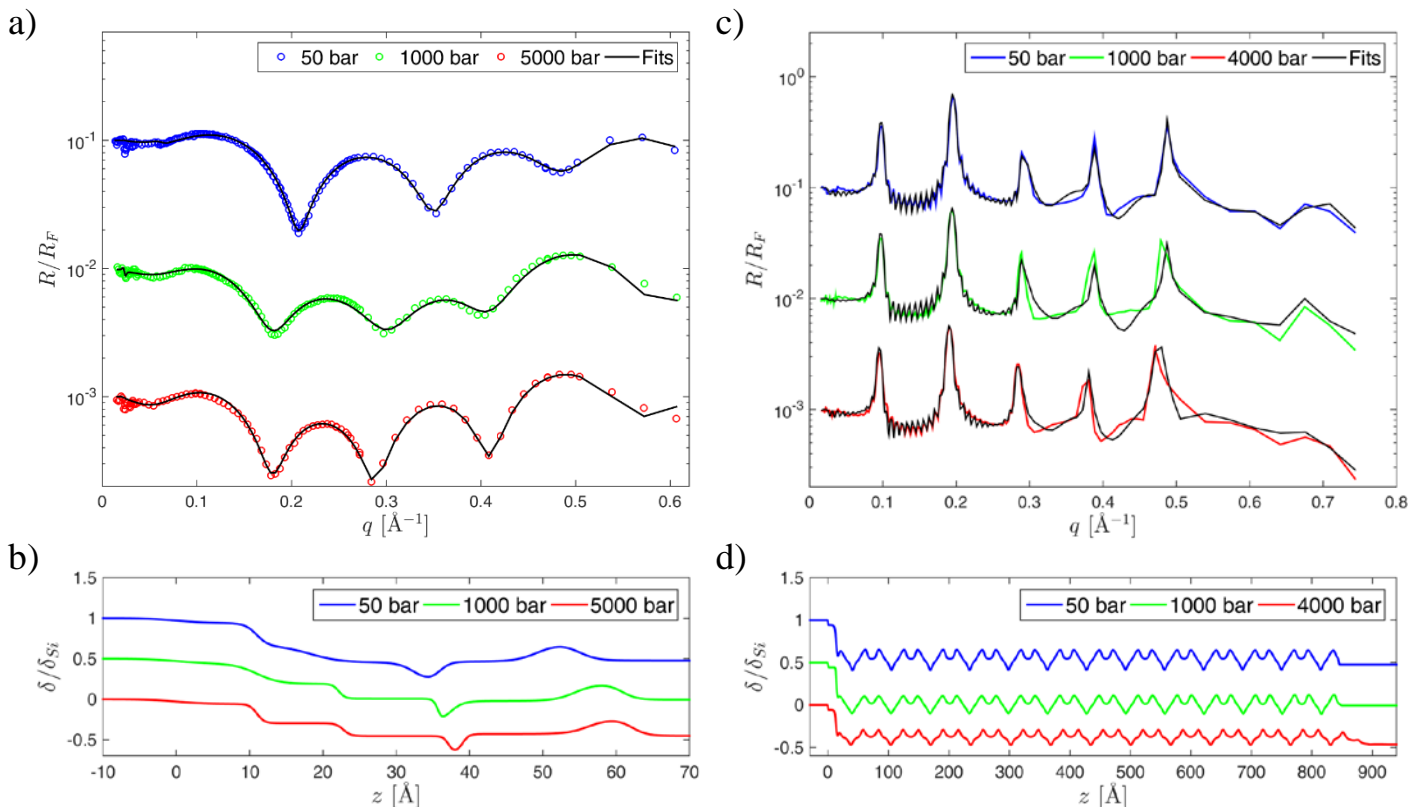 a)
50 bar 1000 bar 5000 bar Fits
R/R_F
10^{-1}
10^{-2}
10^{-3}
0 0.1 0.2 0.3 0.4 0.5 0.6
q [Å^{-1}]
b)
50 bar 1000 bar 5000 bar
δ/δ_{Si}
1.5
1
0.5
0
-0.5
-10 0 10 20 30 40 50 60 70
z [Å]
c)
50 bar 1000 bar 4000 bar Fits
R/R_F
10^0
10^{-1}
10^{-2}
10^{-3}
0 0.1 0.2 0.3 0.4 0.5 0.6 0.7 0.8
q [Å^{-1}]
d)
50 bar 1000 bar 4000 bar
δ/δ_{Si}
1.5
1
0.5
0
-0.5
0 100 200 300 400 500 600 700 800 900
z [Å]